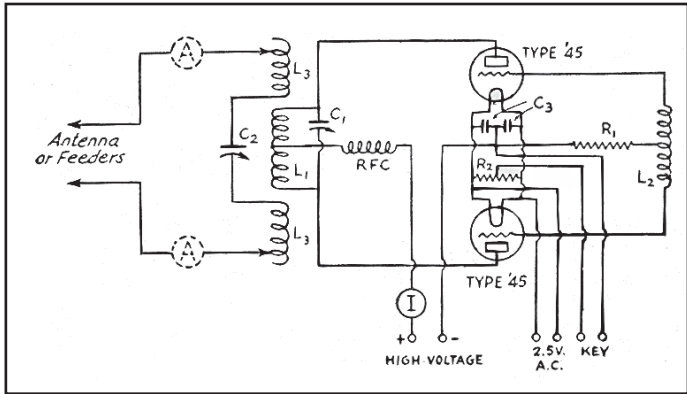 TYPE '45
A
L3
C1
C3
C2
Antenna
or Feeders
R1
RFC
L1
R2
L2
L3
A
TYPE '45
I
+
-
HIGH-VOLTAGE
2.5V.
A.C.
KEY